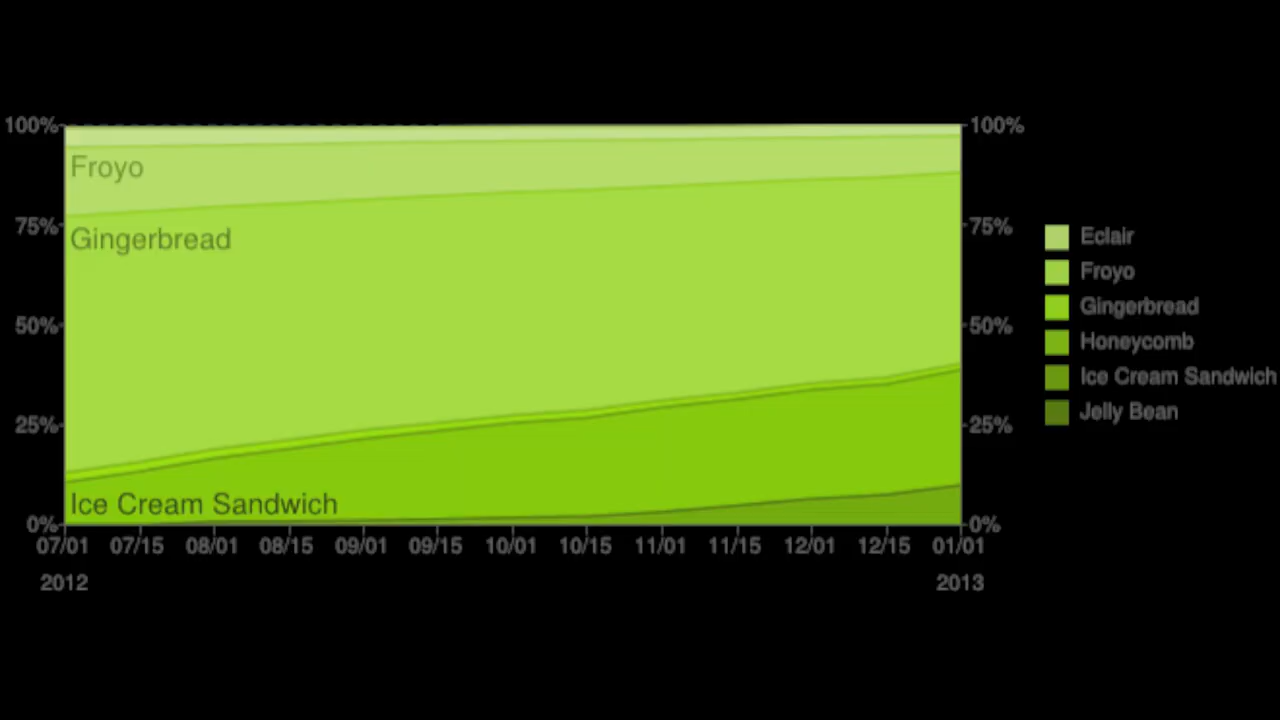 100%
100%
Froyo
75%
Gingerbread
75%
Eclair
Froyo
50%
50%
Gingerbread
Honeycomb
Ice Cream Sandwich
25%
25%
Jelly Bean
Ice Cream Sandwich
0%
0%
07/01 07/15 08/01 08/15 09/01 09/15 10/01 10/15 11/01 11/15 12/01 12/15 01/01
2012 2013